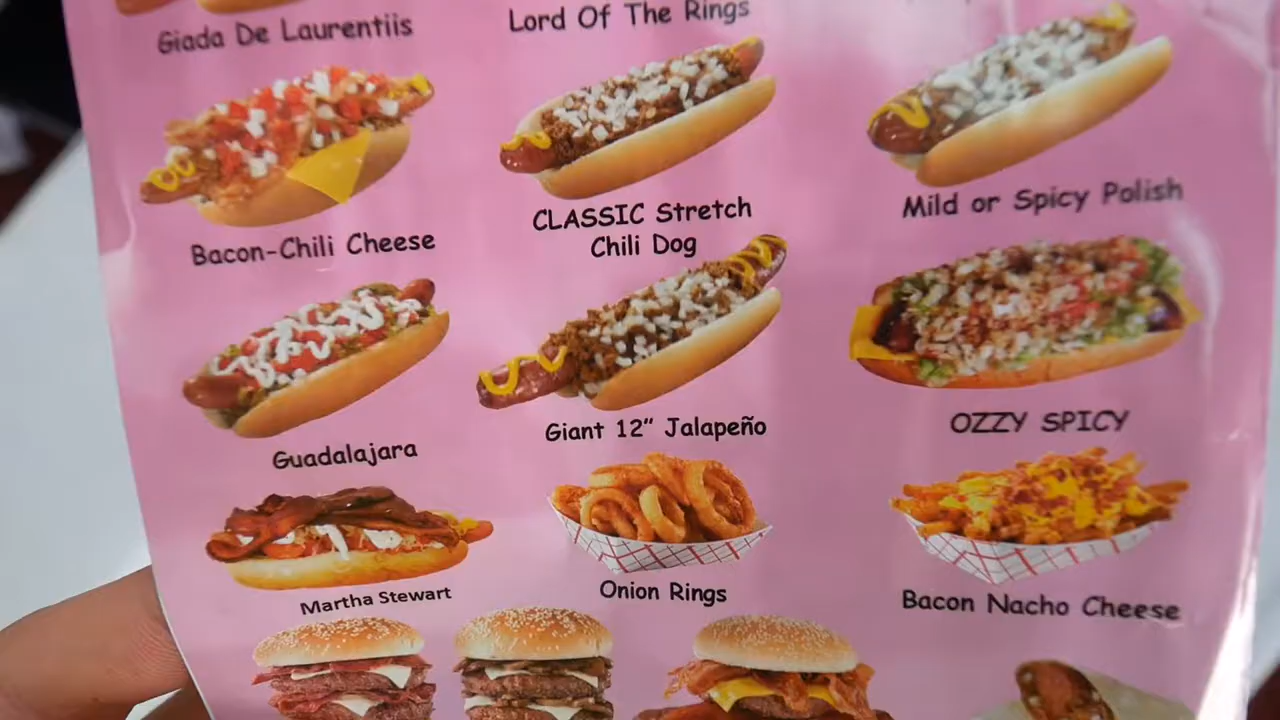 Giada De Laurentiis
Lord Of The Rings
Bacon-Chili Cheese
CLASSIC Stretch
Chili Dog
Mild or Spicy Polish
Guadalajara
Giant 12" Jalapeño
OZZY SPICY
Martha Stewart
Onion Rings
Bacon Nacho Cheese